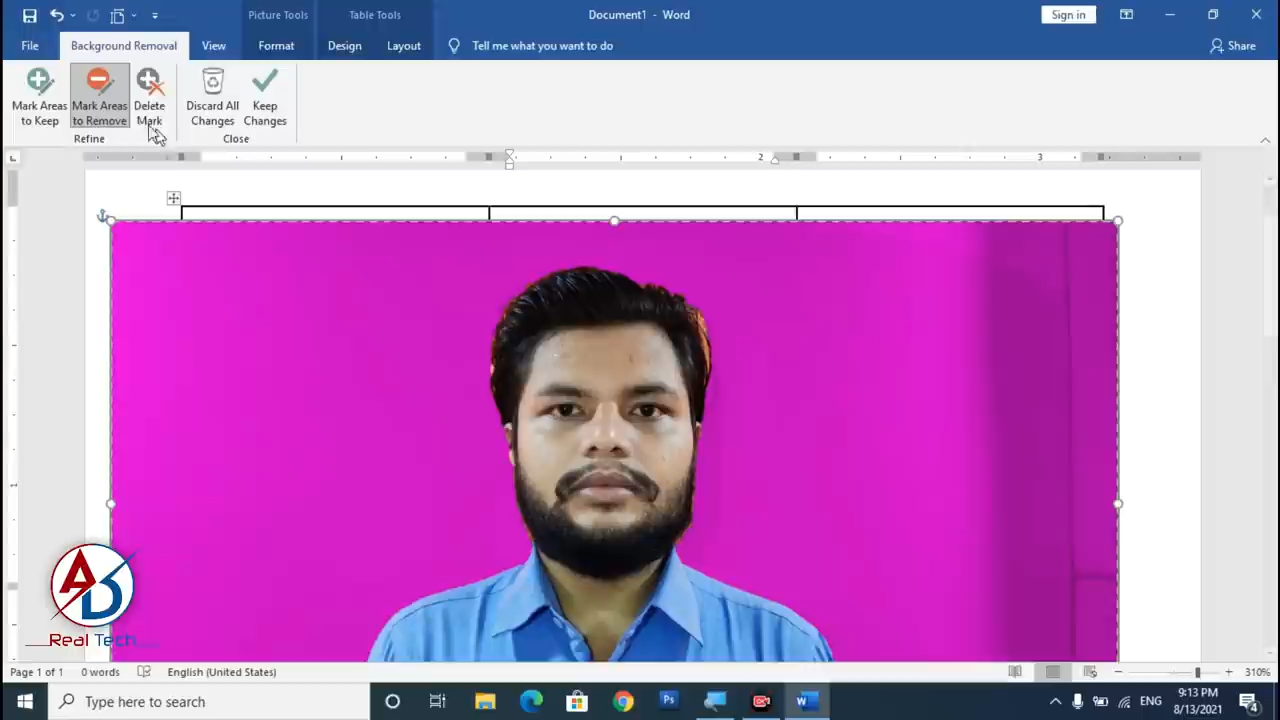 Picture Tools
Table Tools
Document1 - Word
Sign in
File
Background Removal
View
Format
Design
Layout
Tell me what you want to do
Share
Mark Areas
to Keep
Mark Areas
to Remove
Delete
Mark
Discard All
Changes
Keep
Changes
Refine
Close
2
3
AD
Real Tech
Page 1 of 1
0 words
English (United States)
310%
Type here to search
Ps
W
ENG
9:13 PM
8/13/2021
4